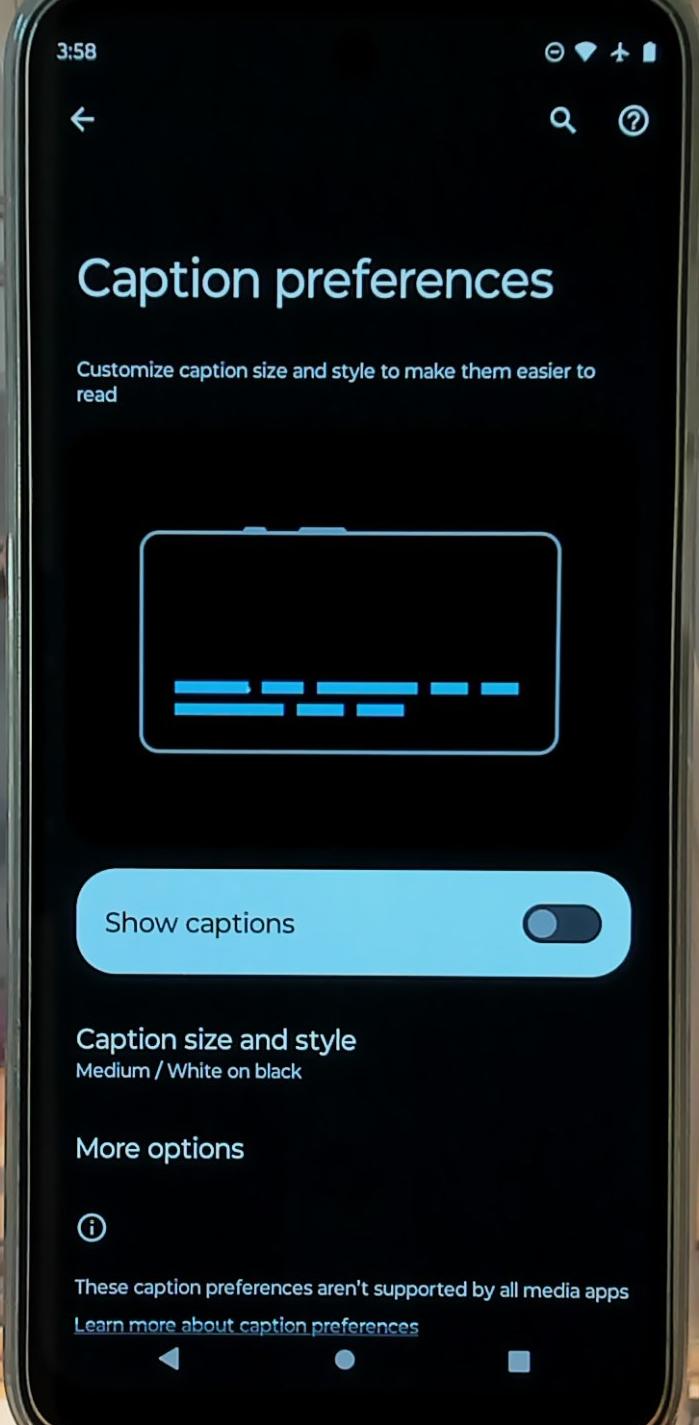 3:58
Caption preferences
Customize caption size and style to make them easier to
read
Show captions
Caption size and style
Medium / White on black
More options
These caption preferences aren't supported by all media apps
Learn more about caption preferences